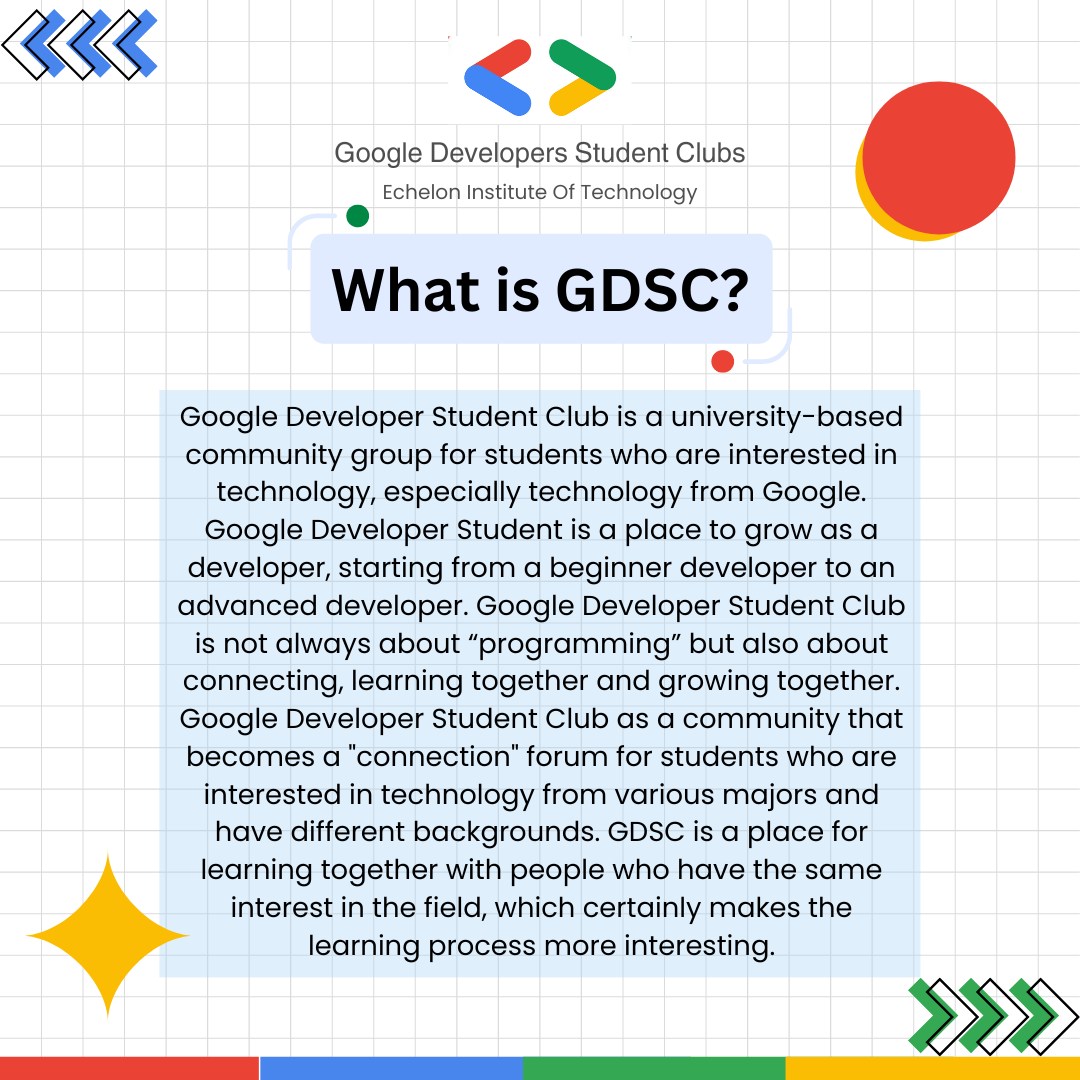 Google Developers Student Clubs
Echelon Institute Of Technology
What is GDSC?
Google Developer Student Club is a university-based
community group for students who are interested in
technology, especially technology from Google.
Google Developer Student is a place to grow as a
developer, starting from a beginner developer to an
advanced developer. Google Developer Student Club
is not always about “programming” but also about
connecting, learning together and growing together.
Google Developer Student Club as a community that
becomes a "connection" forum for students who are
interested in technology from various majors and
have different backgrounds. GDSC is a place for
learning together with people who have the same
interest in the field, which certainly makes the
learning process more interesting.